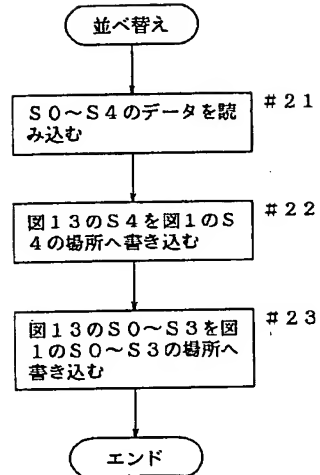 並べ替え
S0～S4のデータを読
み込む
#21
図13のS4を図1のS
4の場所へ書き込む
#22
図13のS0～S3を図
1のS0～S3の場所へ
書き込む
#23
エンド